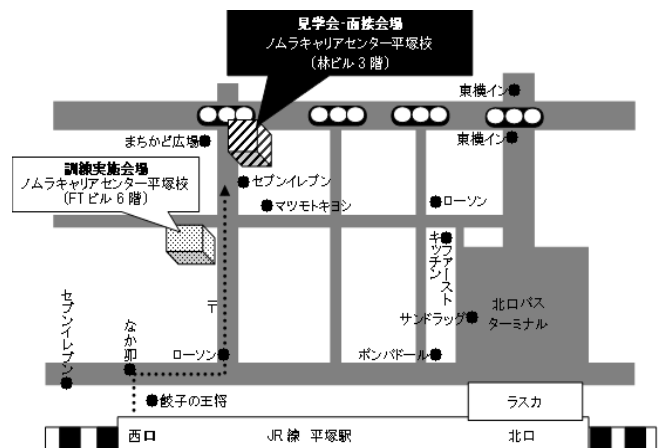 見学会・面接会場
ノムラキャリアセンター平塚校
（林ビル3階）
東横イン
まちかど広場
東横イン
訓練実施会場
ノムラキャリアセンター平塚校
（FTビル6階）
セブンイレブン
マツモトキヨシ
ローソン
ファースト
キッチン
〒
セブンイレブン
なか卯
ローソン
サンドラッグ
北口バス
ターミナル
ポンパドール
餃子の王将
ラスカ
西口
JR線 平塚駅
北口